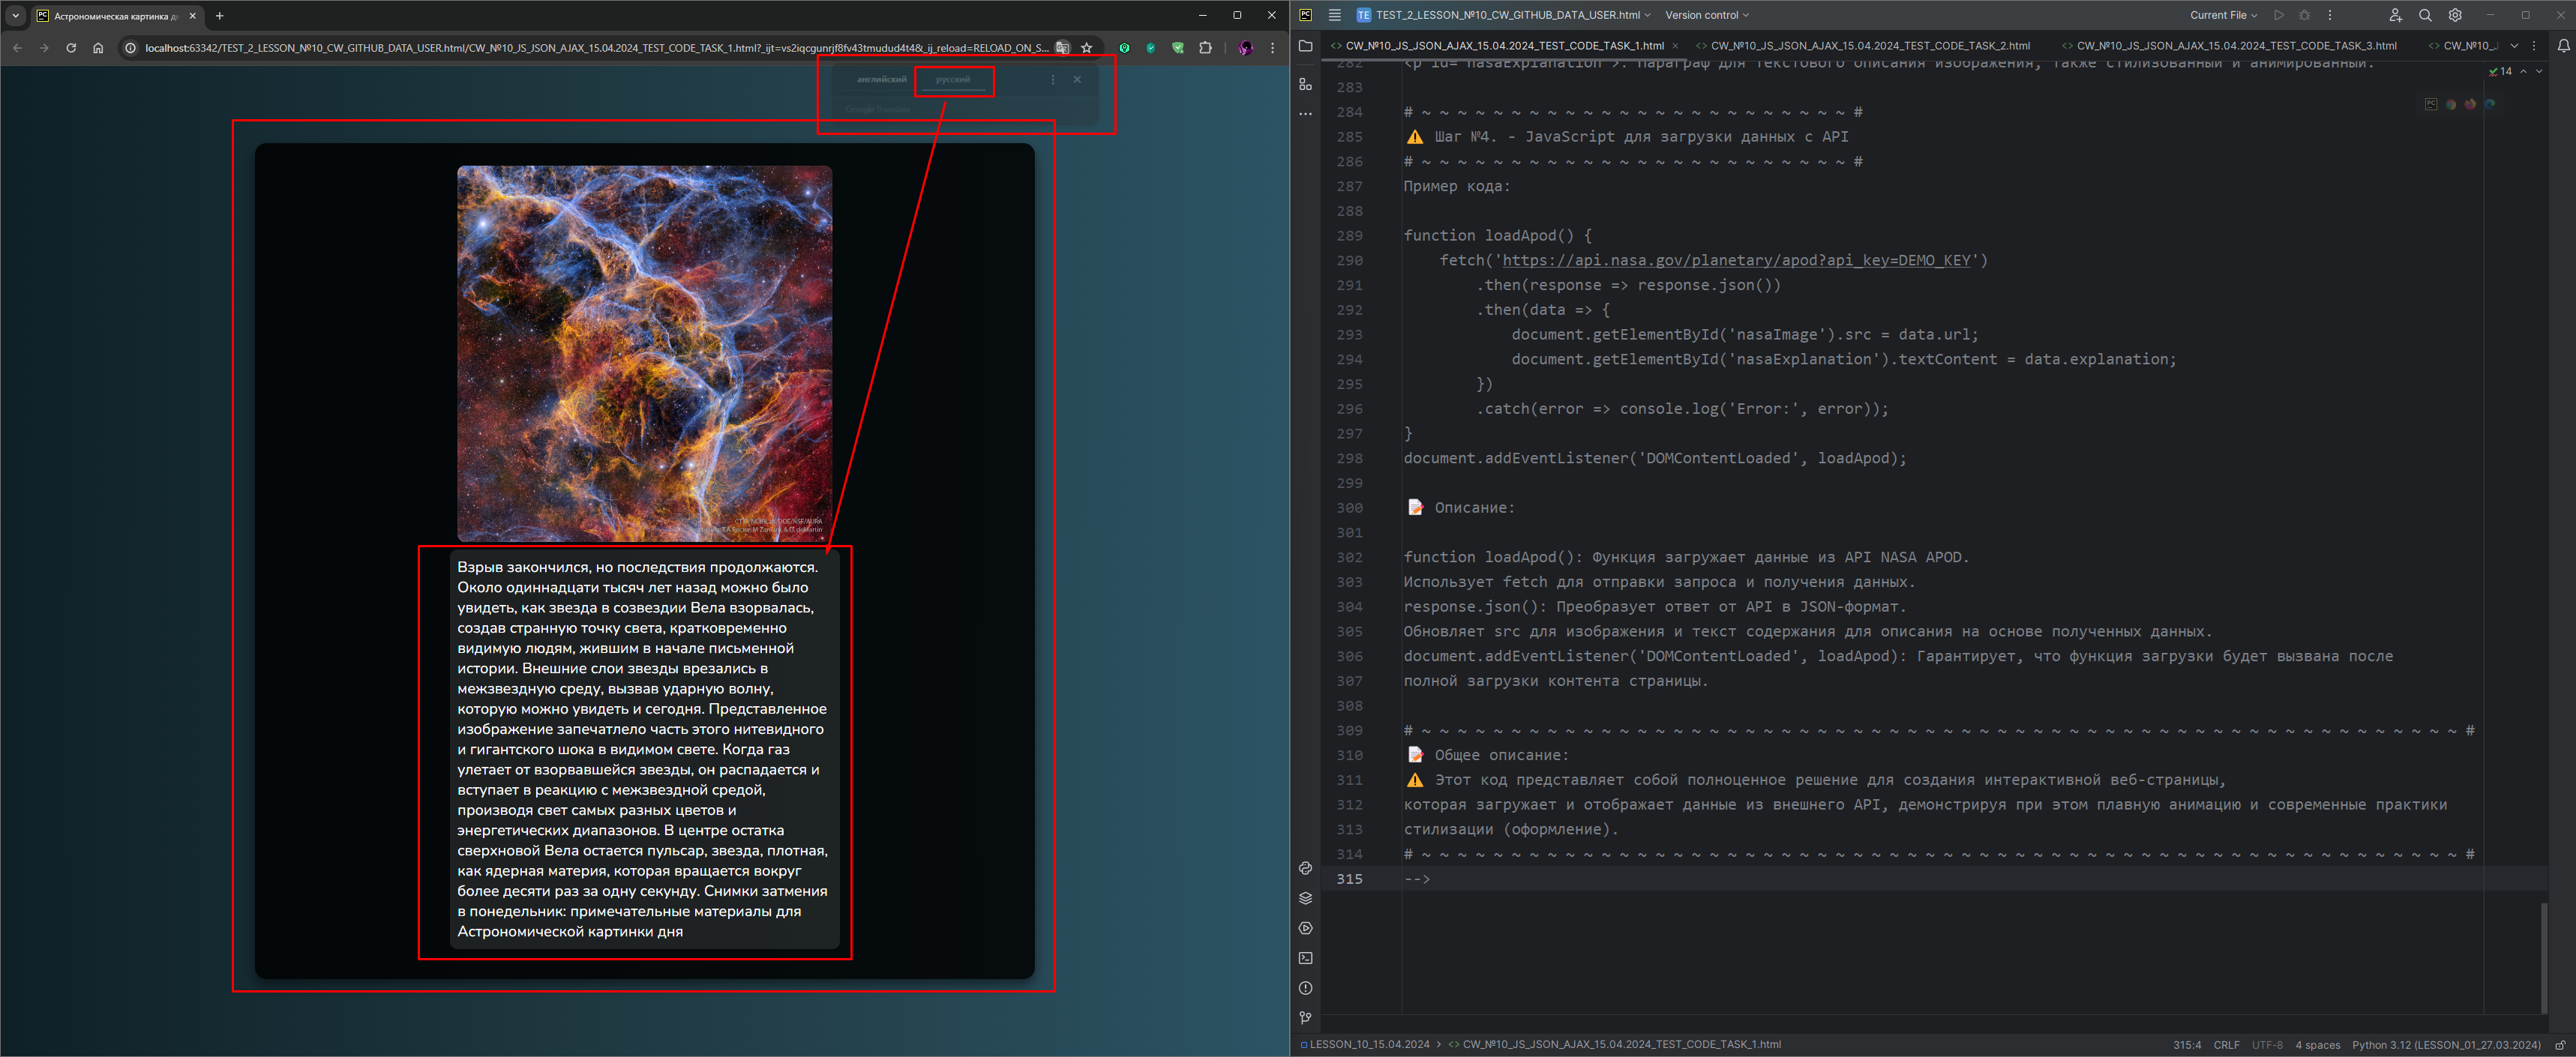 Астрономическая картинка д
localhost:63342/TEST_2_LESSON_№10_CW_GITHUB_DATA_USER.html/CW_№10_JS_JSON_AJAX_15.04.2024_TEST_CODE_TASK_1.html?_ijt=vs2iqcgunrjf8fv43tmudud4t4&_ij_reload=RELOAD_ON_S...
английский
русский
Google Translate
Взрыв закончился, но последствия продолжаются.
Около одиннадцати тысяч лет назад можно было
увидеть, как звезда в созвездии Вела взорвалась,
создав странную точку света, кратковременно
видимую людям, жившим в начале письменной
истории. Внешние слои звезды врезались в
межзвездную среду, вызвав ударную волну,
которую можно увидеть и сегодня. Представленное
изображение запечатлело часть этого нитевидного
и гигантского шока в видимом свете. Когда газ
улетает от взорвавшейся звезды, он распадается и
вступает в реакцию с межзвездной средой,
производя свет самых разных цветов и
энергетических диапазонов. В центре остатка
сверхновой Вела остается пульсар, звезда, плотная,
как ядерная материя, которая вращается вокруг
более десяти раз за одну секунду. Снимки затмения
в понедельник: примечательные материалы для
Астрономической картинки дня
PC
TE TEST_2_LESSON_№10_CW_GITHUB_DATA_USER.html
Version control
Current File
CW_№10_JS_JSON_AJAX_15.04.2024_TEST_CODE_TASK_1.html
CW_№10_JS_JSON_AJAX_15.04.2024_TEST_CODE_TASK_2.html
CW_№10_JS_JSON_AJAX_15.04.2024_TEST_CODE_TASK_3.html
CW_№10_J
14
282 <p id="nasaExplanation">: Параграф для текстового описания изображения, также стилизованный и анимированный.
283
284 # ~ ~ ~ ~ ~ ~ ~ ~ ~ ~ ~ ~ ~ ~ ~ ~ ~ ~ ~ ~ ~ ~ ~ ~ #
285 ⚠️ Шаг №4. - JavaScript для загрузки данных с API
286 # ~ ~ ~ ~ ~ ~ ~ ~ ~ ~ ~ ~ ~ ~ ~ ~ ~ ~ ~ ~ ~ ~ ~ ~ #
287 Пример кода:
288
289 function loadApod() {
290 fetch('https://api.nasa.gov/planetary/apod?api_key=DEMO_KEY')
291 .then(response => response.json())
292 .then(data => {
293 document.getElementById('nasaImage').src = data.url;
294 document.getElementById('nasaExplanation').textContent = data.explanation;
295 })
296 .catch(error => console.log('Error:', error));
297 }
298 document.addEventListener('DOMContentLoaded', loadApod);
299
300 📝 Описание:
301
302 function loadApod(): Функция загружает данные из API NASA APOD.
303 Использует fetch для отправки запроса и получения данных.
304 response.json(): Преобразует ответ от API в JSON-формат.
305 Обновляет src для изображения и текст содержания для описания на основе полученных данных.
306 document.addEventListener('DOMContentLoaded', loadApod): Гарантирует, что функция загрузки будет вызвана после
307 полной загрузки контента страницы.
308
309 # ~ ~ ~ ~ ~ ~ ~ ~ ~ ~ ~ ~ ~ ~ ~ ~ ~ ~ ~ ~ ~ ~ ~ ~ ~ ~ ~ ~ ~ ~ ~ ~ ~ ~ ~ ~ ~ ~ ~ ~ ~ ~ ~ ~ ~ ~ ~ ~ ~ ~ ~ ~ ~ ~ ~ ~ ~ ~ #
310 📝 Общее описание:
311 ⚠️ Этот код представляет собой полноценное решение для создания интерактивной веб-страницы,
312 которая загружает и отображает данные из внешнего API, демонстрируя при этом плавную анимацию и современные практики
313 стилизации (оформление).
314 # ~ ~ ~ ~ ~ ~ ~ ~ ~ ~ ~ ~ ~ ~ ~ ~ ~ ~ ~ ~ ~ ~ ~ ~ ~ ~ ~ ~ ~ ~ ~ ~ ~ ~ ~ ~ ~ ~ ~ ~ ~ ~ ~ ~ ~ ~ ~ ~ ~ ~ ~ ~ ~ ~ ~ ~ ~ ~ #
315 -->
LESSON_10_15.04.2024 > CW_№10_JS_JSON_AJAX_15.04.2024_TEST_CODE_TASK_1.html
315:4 CRLF UTF-8 4 spaces Python 3.12 (LESSON_01_27.03.2024)